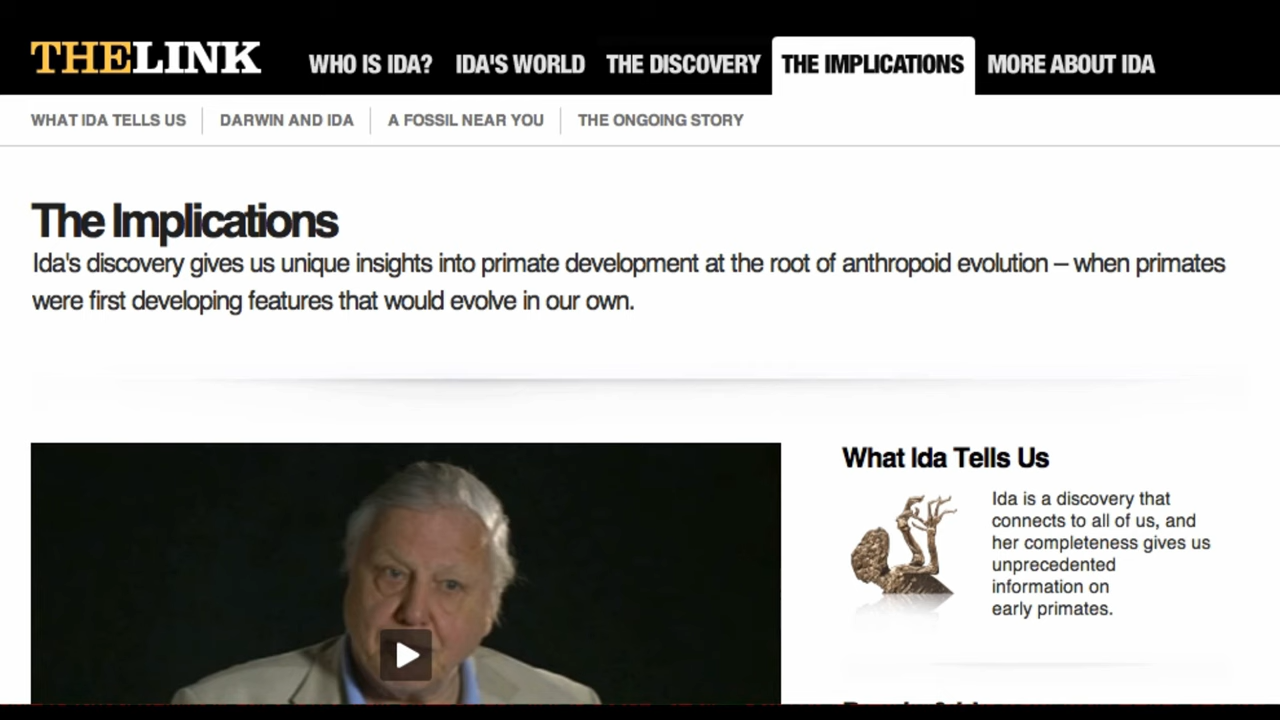 THELINK WHO IS IDA? IDA'S WORLD THE DISCOVERY THE IMPLICATIONS MORE ABOUT IDA
WHAT IDA TELLS US DARWIN AND IDA A FOSSIL NEAR YOU THE ONGOING STORY
The Implications
Ida's discovery gives us unique insights into primate development at the root of anthropoid evolution – when primates
were first developing features that would evolve in our own.
What Ida Tells Us
Ida is a discovery that
connects to all of us, and
her completeness gives us
unprecedented
information on
early primates.